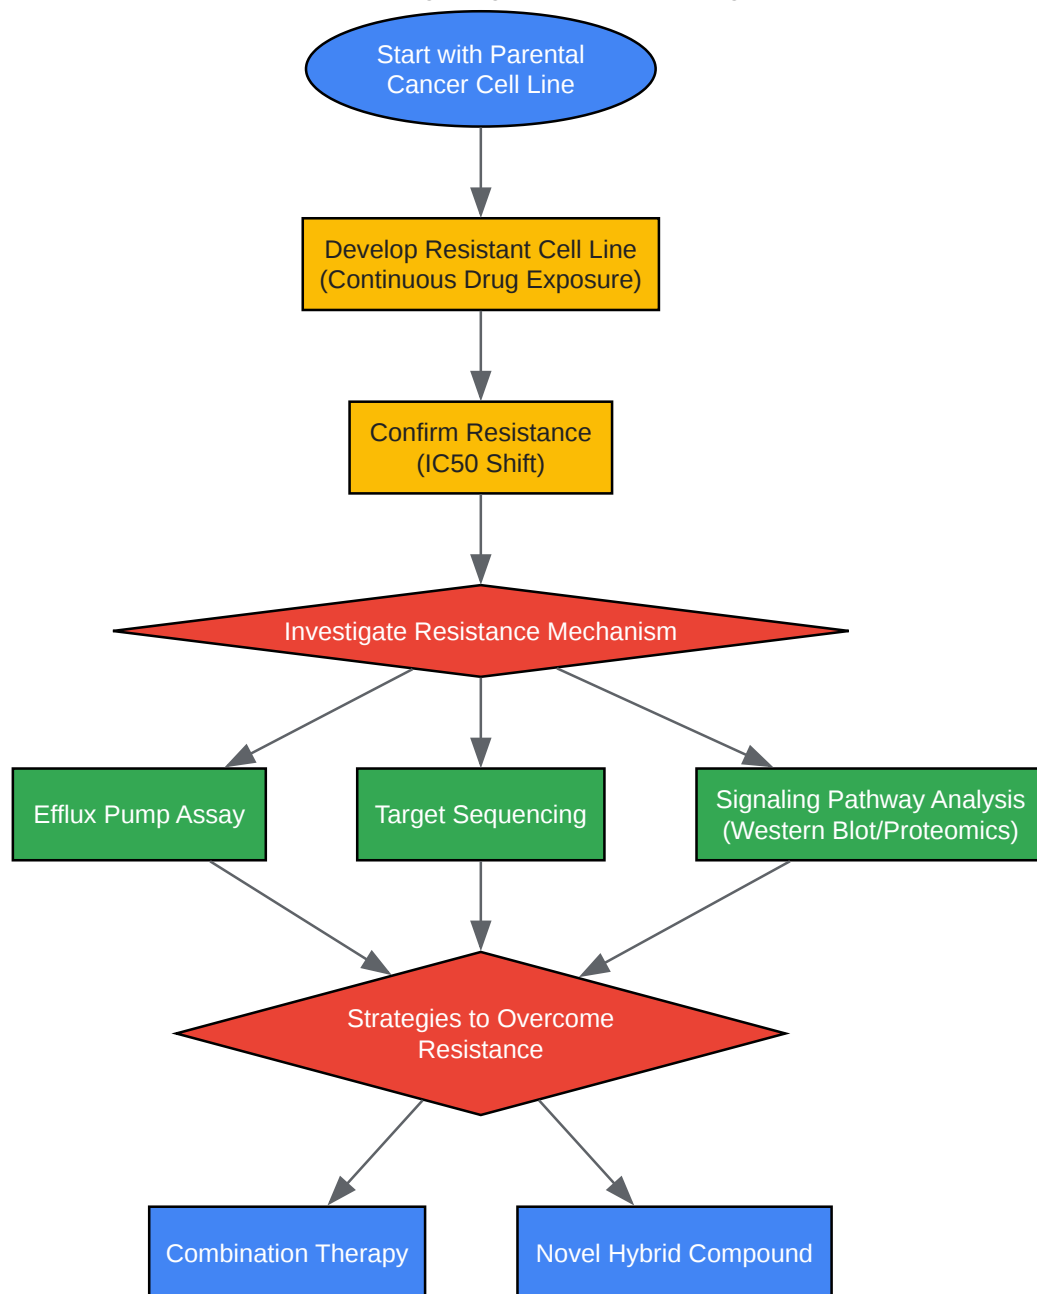 Start with Parental
Cancer Cell Line
Develop Resistant Cell Line
(Continuous Drug Exposure)
Confirm Resistance
(IC50 Shift)
Investigate Resistance Mechanism
Efflux Pump Assay
Target Sequencing
Signaling Pathway Analysis
(Western Blot/Proteomics)
Strategies to Overcome
Resistance
Combination Therapy
Novel Hybrid Compound